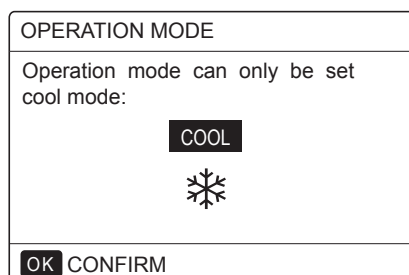 OPERATION MODE
Operation mode can only be set
cool mode:
COOL
OK CONFIRM